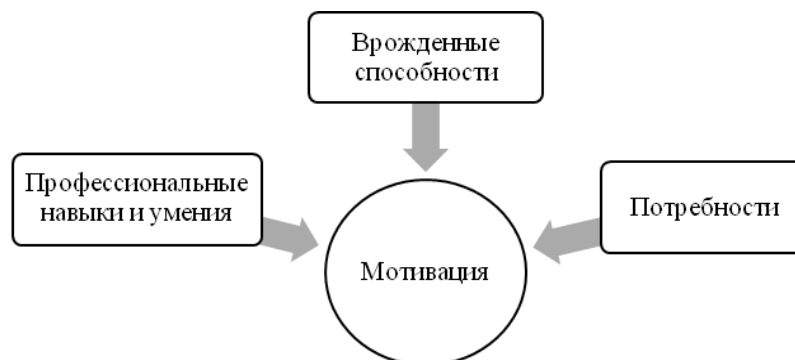 Врожденные
способности
Профессиональные
навыки и умения
Потребности
Мотивация